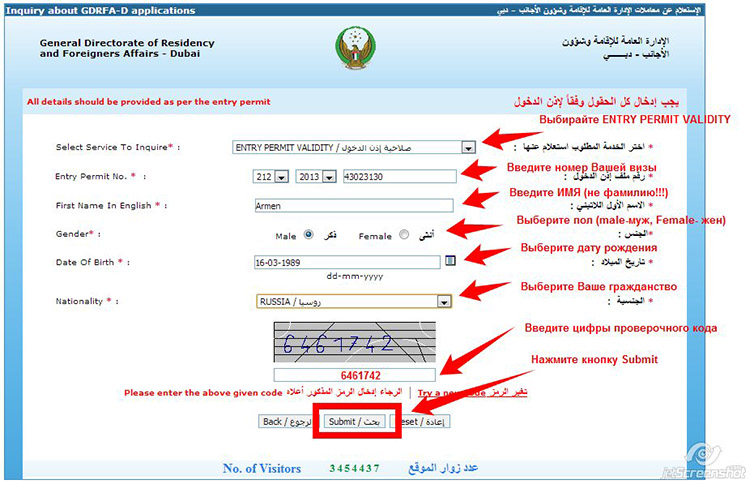 Inquiry about GDRFA-D applications
الإستعلام عن معاملات الإدارة العامة للإقامة وشؤون الأجانب - دبي
General Directorate of Residency
and Foreigners Affairs - Dubai
الإدارة العامة للإقامة وشؤون
الأجانب - دبـــــي
All details should be provided as per the entry permit
يجب إدخال كل الحقول وفقاً لإذن الدخول
Выбирайте ENTRY PERMIT VALIDITY
Select Service To Inquire* :
ENTRY PERMIT VALIDITY / صلاحية إذن الدخول
* اختر الخدمة المطلوب استعلام عنها :
Введите номер Вашей визы
Entry Permit No. * :
212 2013 43023130
* رقم ملف إذن الدخول :
Введите ИМЯ (не фамилию!!!)
First Name In English * :
Armen
* الاسم الأول اللاتيني :
Выберите пол (male-муж, Female- жен)
Gender* :
Male ذكر Female أنثى
* الجنس :
Выберите дату рождения
Date Of Birth * :
16-03-1989
* تاريخ الميلاد :
dd-mm-yyyy
Выберите Ваше гражданство
Nationality * :
RUSSIA / روسيا
* الجنسية :
Введите цифры проверочного кода
6461742
6461742
Нажмите кнопку Submit
Please enter the above given code الرجاء إدخال الرمز المذكور أعلاه | Try a new code تغير الرمز
Back / الرجوع Submit / بحث Reset / إعادة
No. of Visitors 3454437 عدد زوار الموقع
jetScreenshot